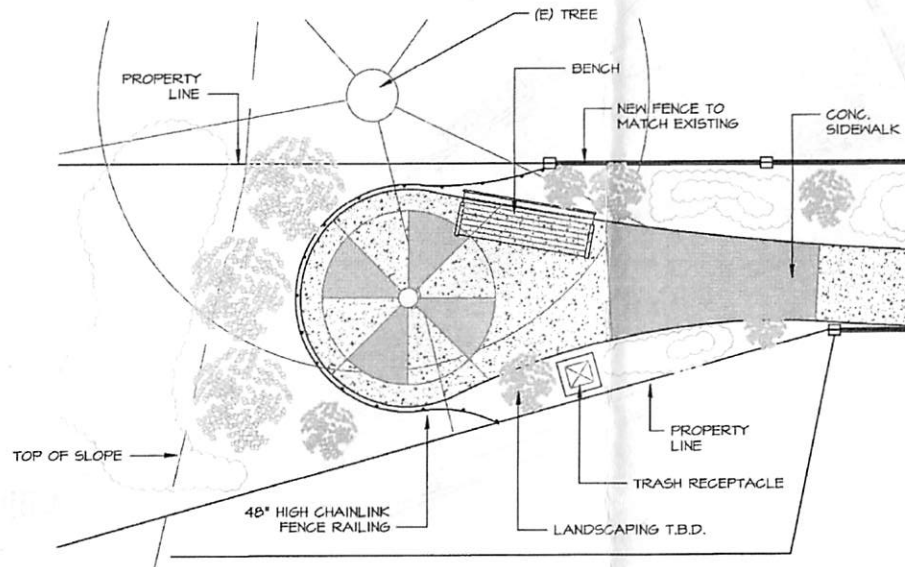 (E) TREE
BENCH
PROPERTY
LINE
NEW FENCE TO
MATCH EXISTING
CONC.
SIDEWALK
TOP OF SLOPE
48" HIGH CHAINLINK
FENCE RAILING
LANDSCAPING T.B.D.
TRASH RECEPTACLE
PROPERTY
LINE